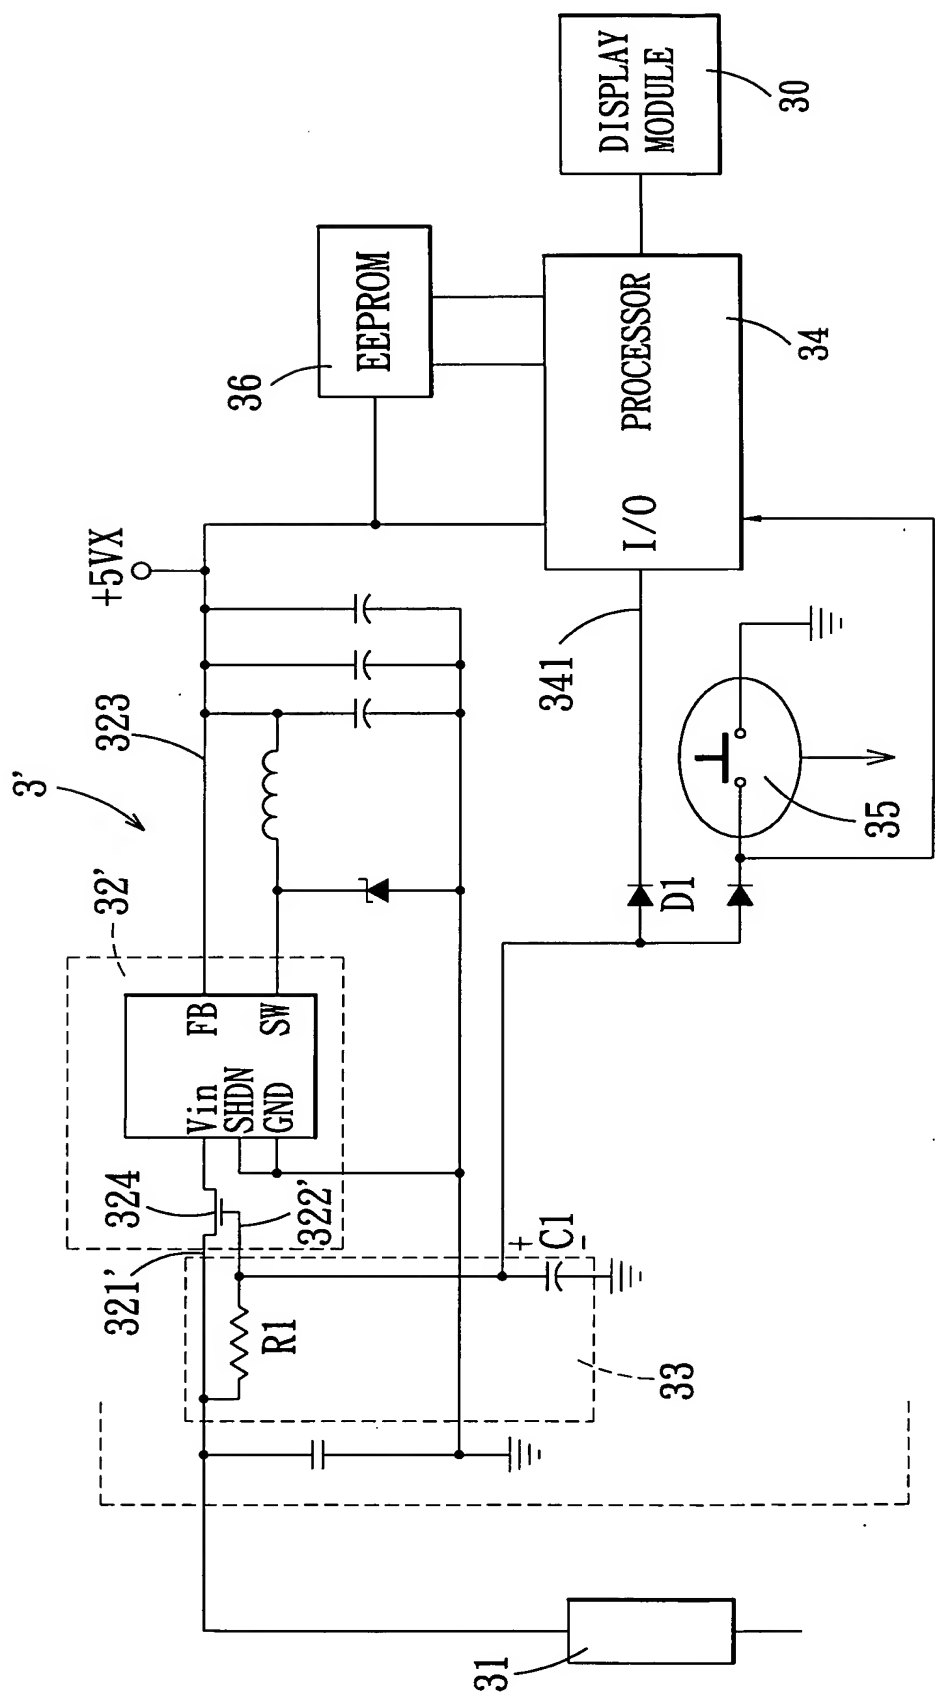 3'
323
+5VX
32'
36
EEPROM
FB
SW
Vin
SHDN
GND
324
322'
321'
R1
+
C1
-
33
341
I/O
PROCESSOR
34
DISPLAY
MODULE
30
D1
35
31